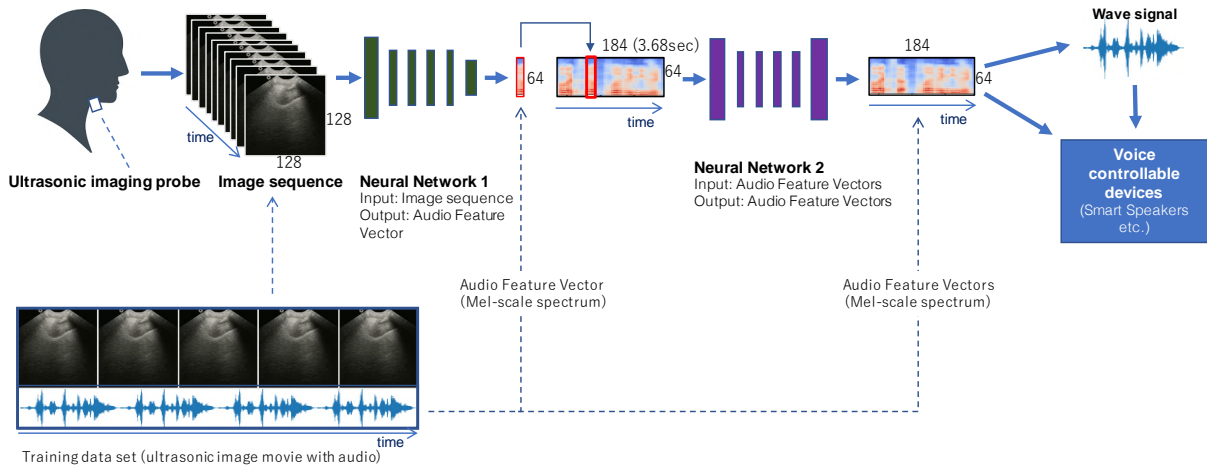 Wave signal
184 (3.68sec)
184
64
64
64
128
128
time
time
time
Ultrasonic imaging probe
Image sequence
Neural Network 1
Input: Image sequence
Output: Audio Feature
Vector
Neural Network 2
Input: Audio Feature Vectors
Output: Audio Feature Vectors
Voice
controllable
devices
(Smart Speakers
etc.)
Audio Feature Vector
(Mel-scale spectrum)
Audio Feature Vectors
(Mel-scale spectrum)
time
Training data set (ultrasonic image movie with audio)